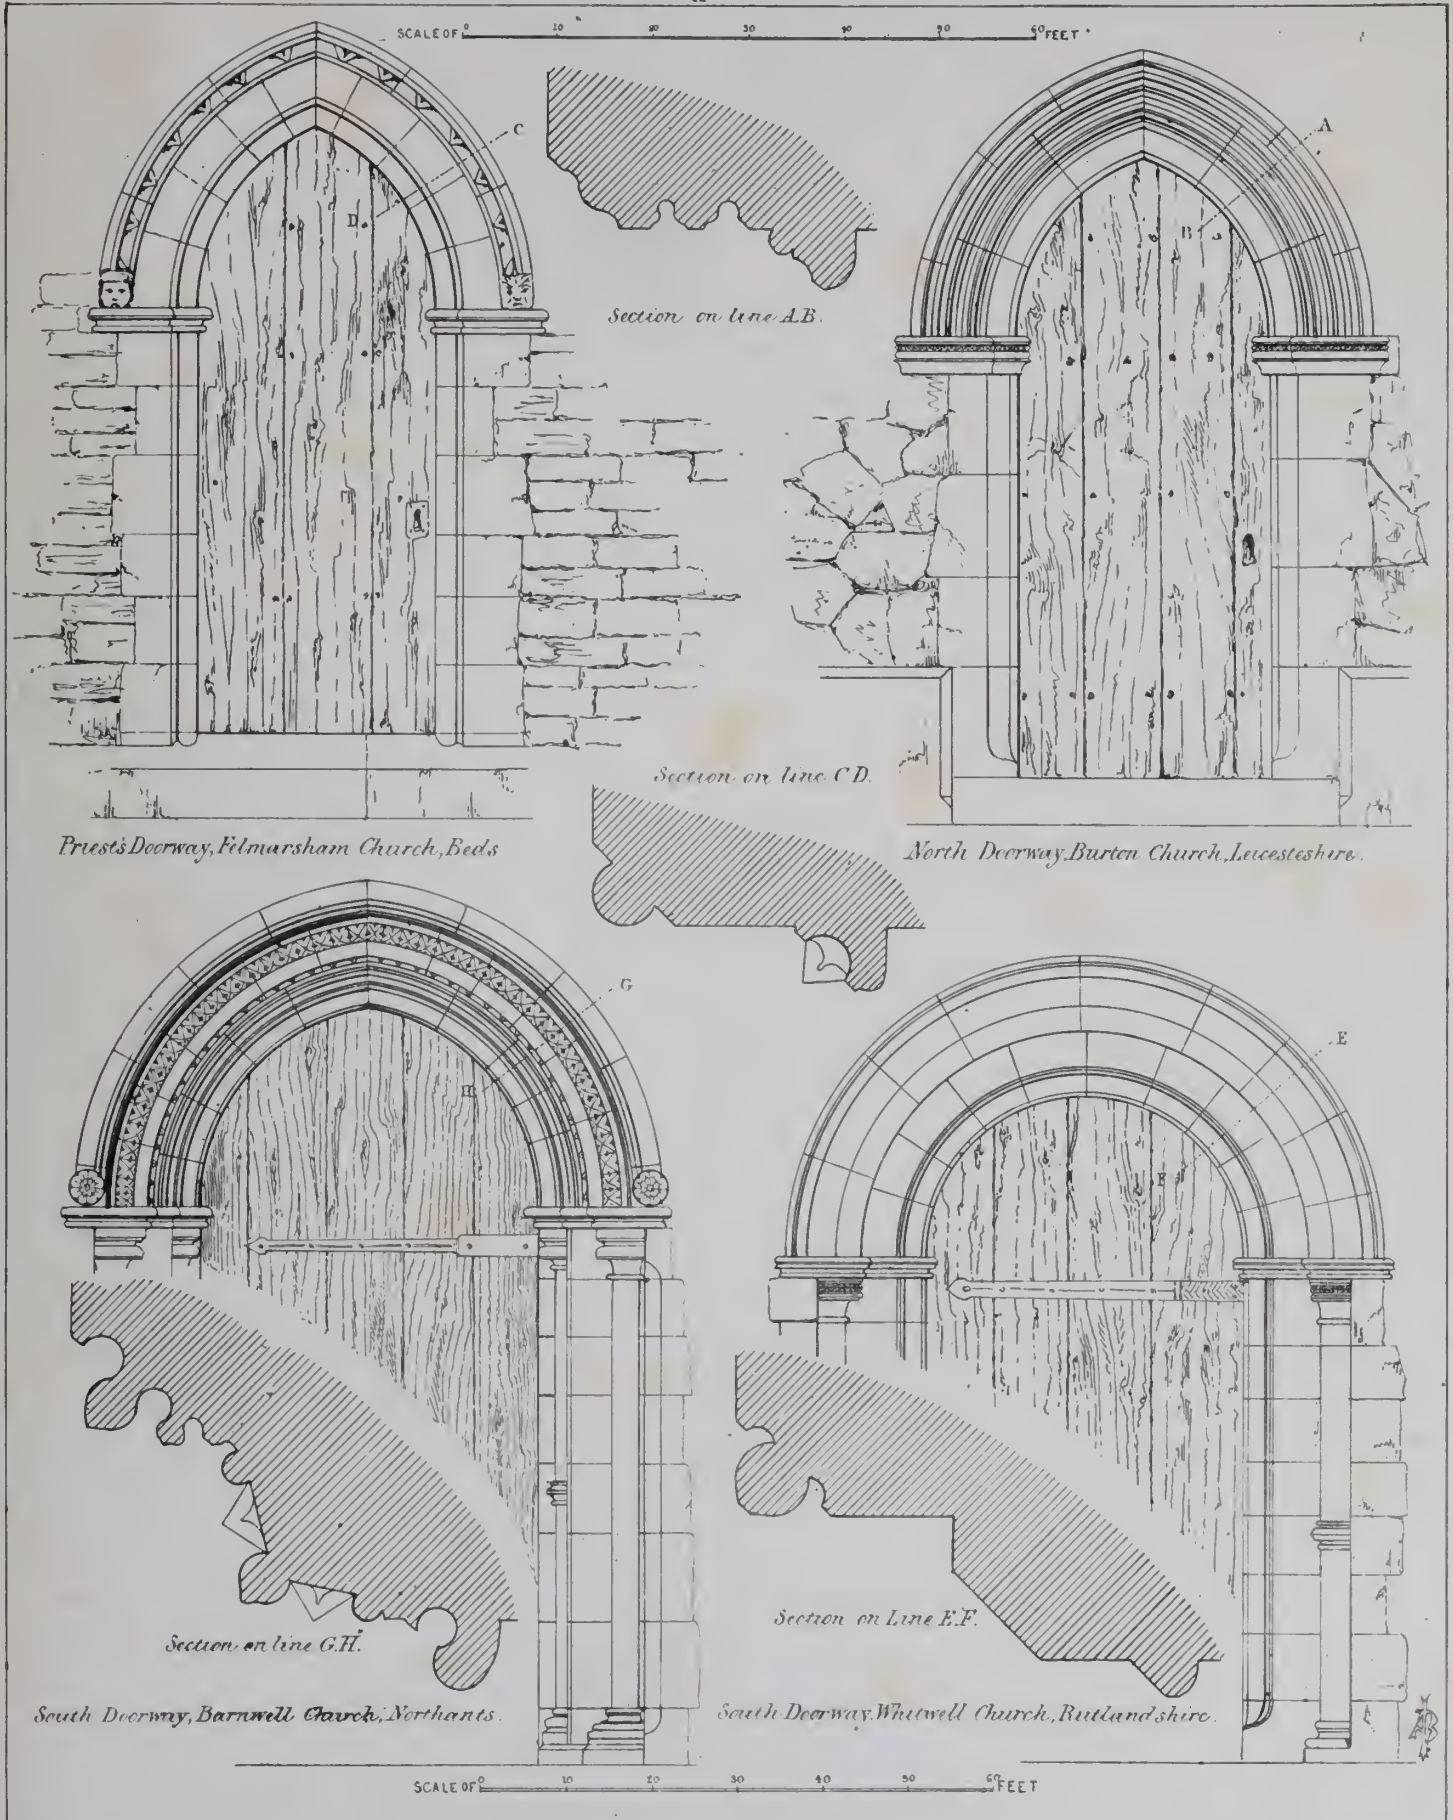 SCALE OF 0 10 20 30 40 50 60 FEET
C
D
A
B
Section on line A.B.
Section on line C D.
Priest's Doorway, Felmarsham Church, Beds
North Doorway, Burton Church, Leicesteshire.
G
H
E
F
Section on Line E.F.
Section on line G.H.
South Doorway, Barnwell Church, Northants.
South Doorway. Whitwell Church, Rutlandshire.
SCALE OF 0 10 20 30 40 50 60 FEET